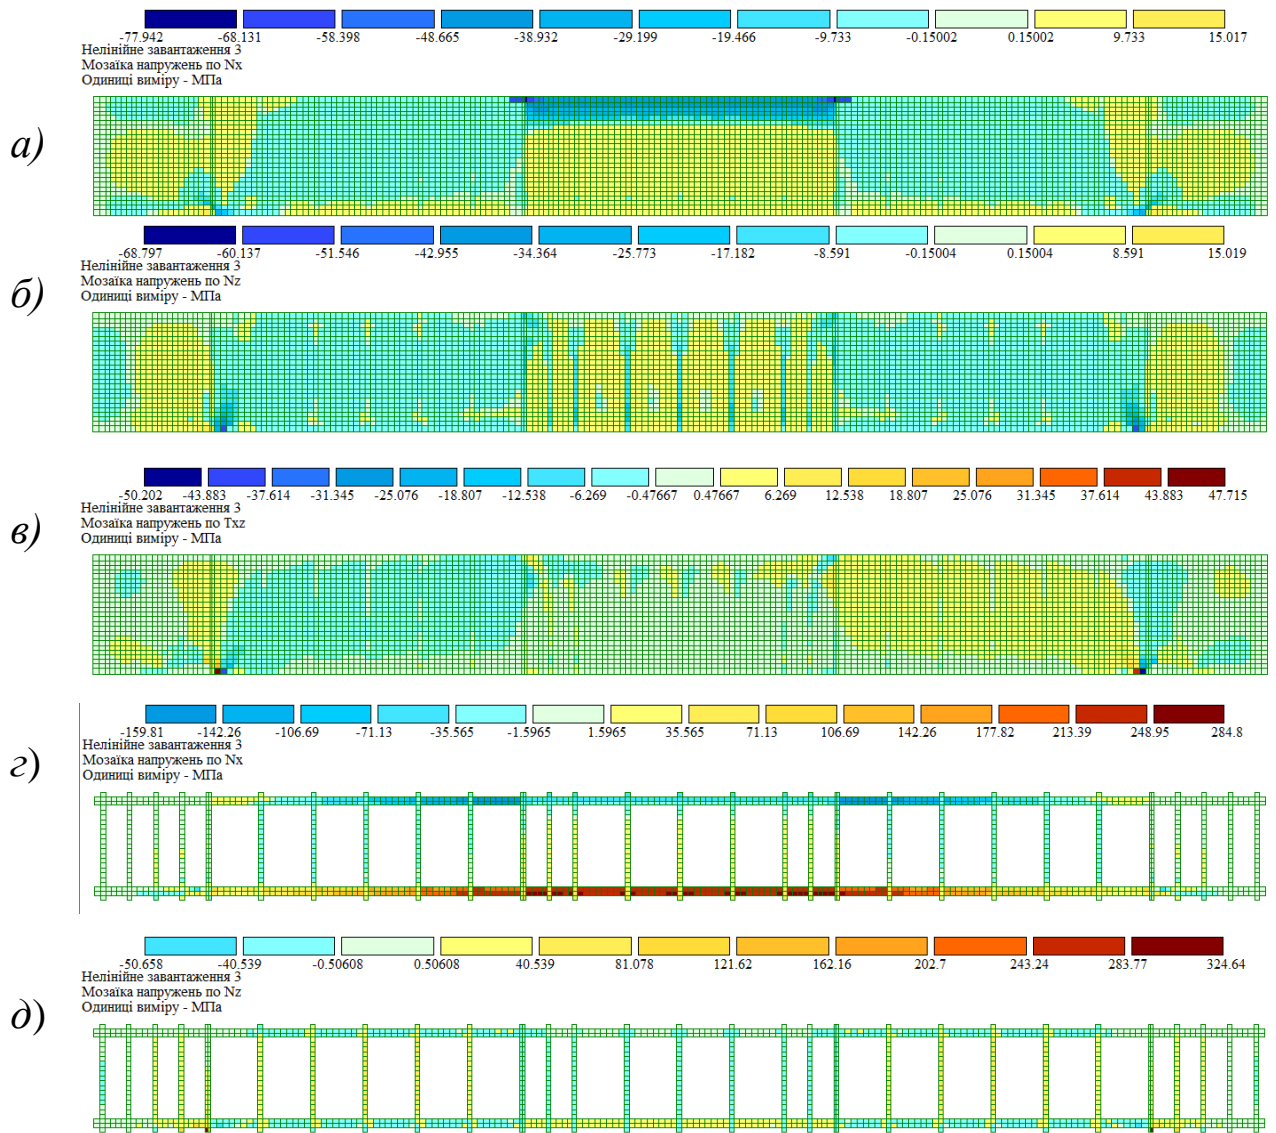 -77.942 -68.131 -58.398 -48.665 -38.932 -29.199 -19.466 -9.733 -0.15002 0.15002 9.733 15.017
Нелінійне завантаження 3
Мозаїка напружень по Nx
Одиниці виміру - МПа
а)
-68.797 -60.137 -51.546 -42.955 -34.364 -25.773 -17.182 -8.591 -0.15004 0.15004 8.591 15.019
Нелінійне завантаження 3
Мозаїка напружень по Nz
Одиниці виміру - МПа
б)
-50.202 -43.883 -37.614 -31.345 -25.076 -18.807 -12.538 -6.269 -0.47667 0.47667 6.269 12.538 18.807 25.076 31.345 37.614 43.883 47.715
Нелінійне завантаження 3
Мозаїка напружень по Txz
Одиниці виміру - МПа
в)
-159.81 -142.26 -106.69 -71.13 -35.565 -1.5965 1.5965 35.565 71.13 106.69 142.26 177.82 213.39 248.95 284.8
Нелінійне завантаження 3
Мозаїка напружень по Nx
Одиниці виміру - МПа
г)
-50.658 -40.539 -0.50608 0.50608 40.539 81.078 121.62 162.16 202.7 243.24 283.77 324.64
Нелінійне завантаження 3
Мозаїка напружень по Nz
Одиниці виміру - МПа
д)